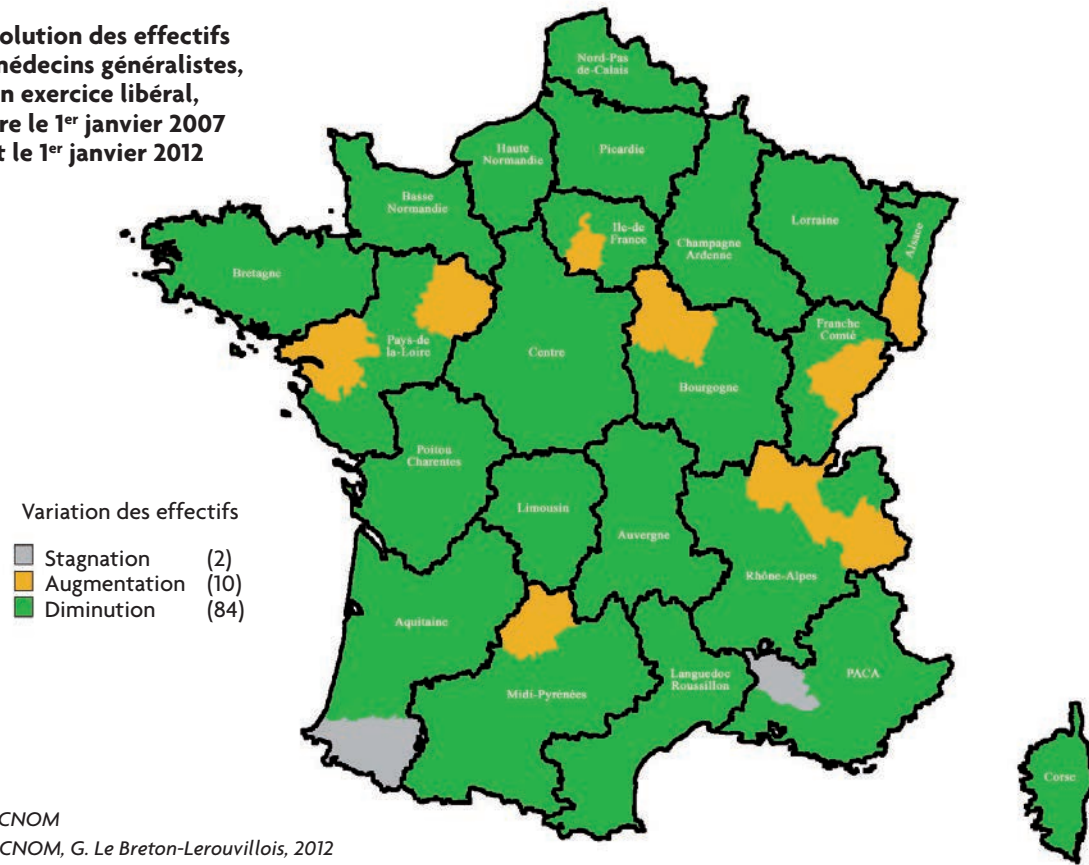 olution des effectifs
médecins généralistes,
n exercice libéral,
re le 1er janvier 2007
t le 1er janvier 2012
Nord-Pas
de-Calais
Picardie
Haute
Normandie
Basse
Normandie
Ile-de
France
Champagne
Ardenne
Lorraine
Alsace
Bretagne
Pays-de
la-Loire
Centre
Franche
Comté
Bourgogne
Poitou
Charentes
Limousin
Auvergne
Rhône-Alpes
Aquitaine
Midi-Pyrénées
Languedoc
Roussillon
PACA
Corse
Variation des effectifs
Stagnation (2)
Augmentation (10)
Diminution (84)
CNOM
CNOM, G. Le Breton-Lerouvillois, 2012